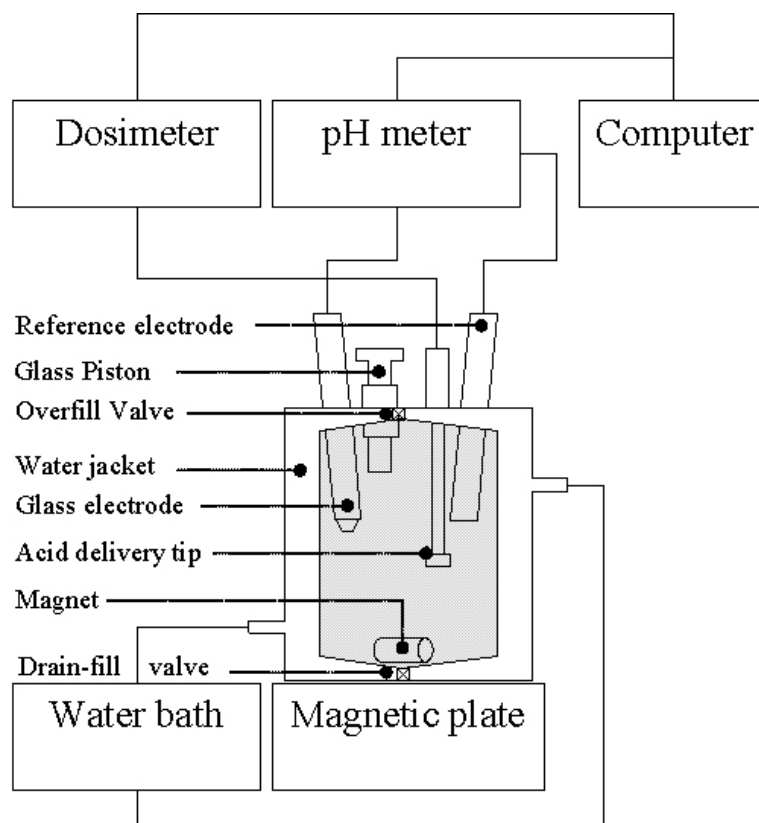 Dosimeter
pH meter
Computer
Reference electrode
Glass Piston
Overfill Valve
Water jacket
Glass electrode
Acid delivery tip
Magnet
Drain-fill valve
Water bath
Magnetic plate